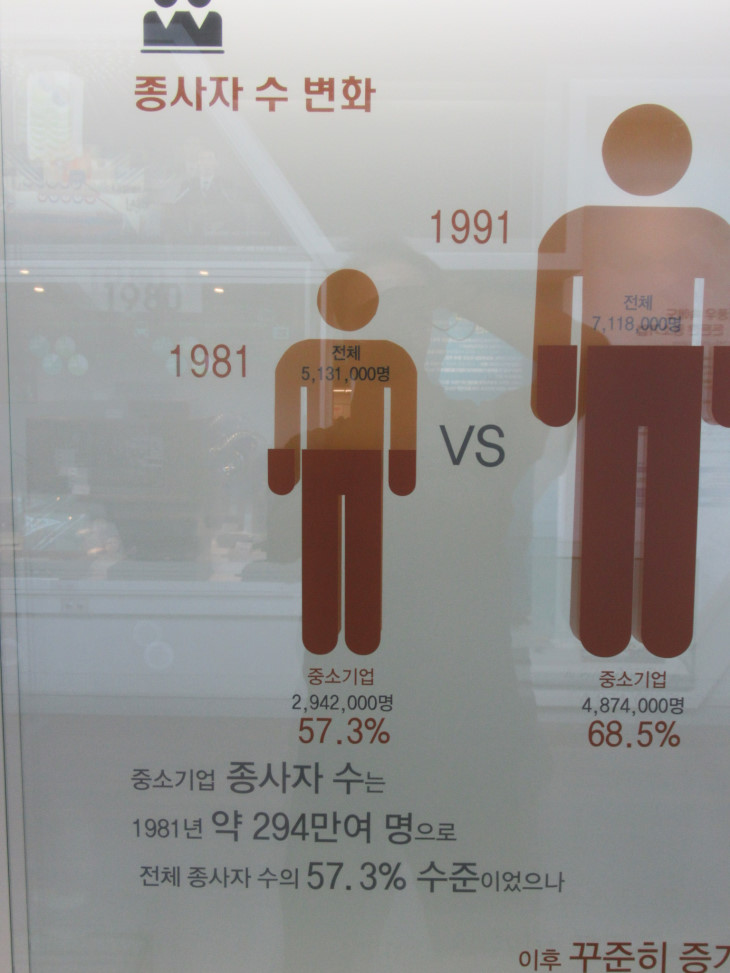 종사자 수 변화
1991
전체
7,118,000명
1981
전체
5,131,000명
VS
중소기업
2,942,000명
57.3%
중소기업
4,874,000명
68.5%
중소기업 종사자 수는
1981년 약 294만여 명으로
전체 종사자 수의 57.3% 수준이었으나
이후 꾸준히 증가